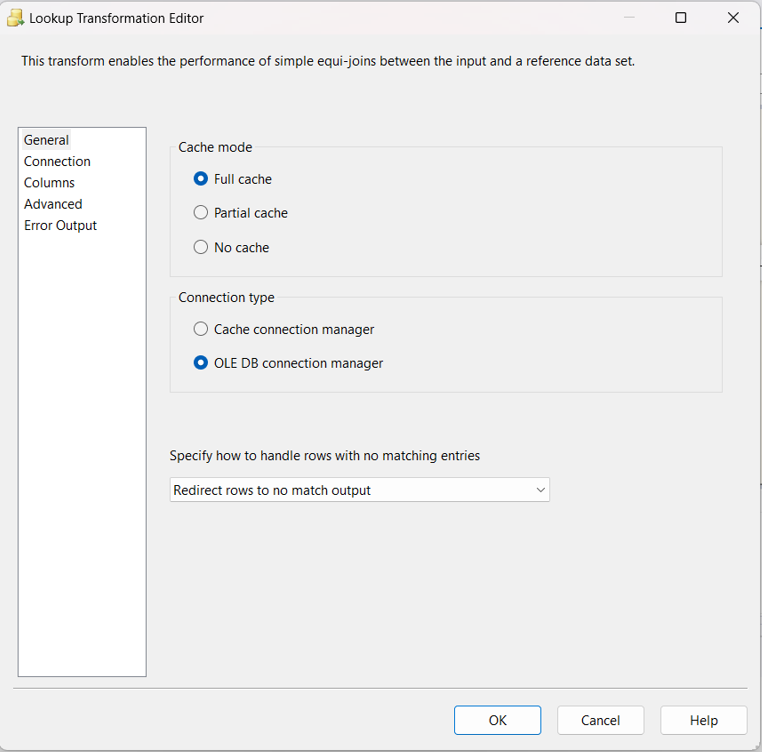 Lookup Transformation Editor
This transform enables the performance of simple equi-joins between the input and a reference data set.
General
Connection
Columns
Advanced
Error Output
Cache mode
Full cache
Partial cache
No cache
Connection type
Cache connection manager
OLE DB connection manager
Specify how to handle rows with no matching entries
Redirect rows to no match output
OK
Cancel
Help